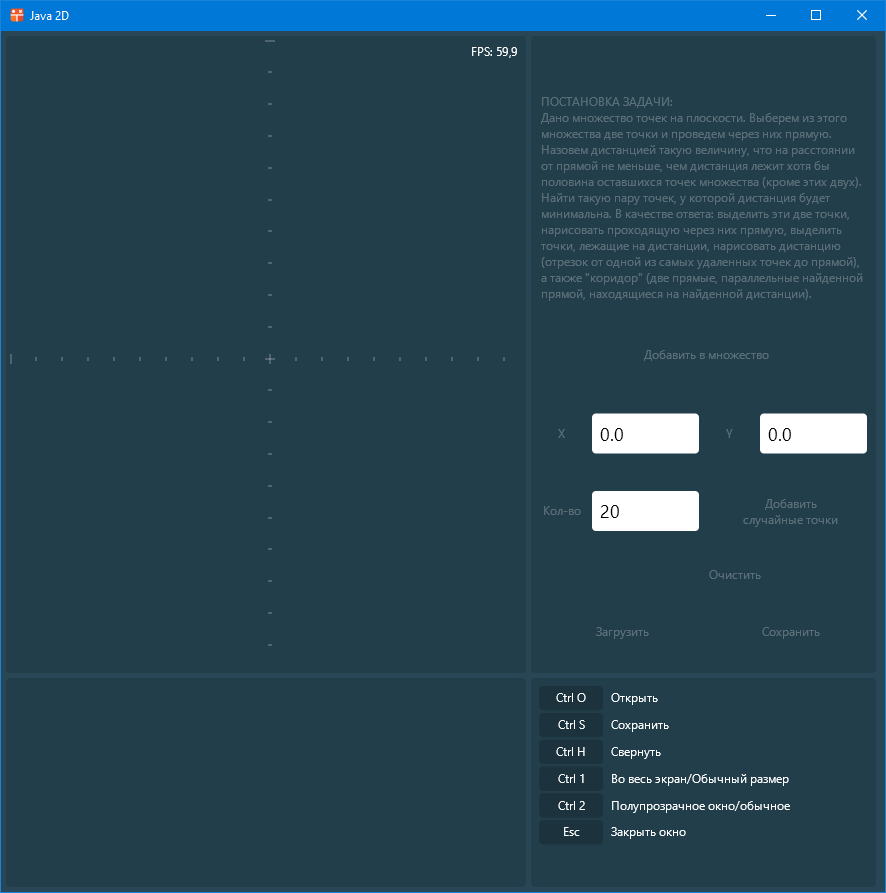 Java 2D
FPS: 59,9
ПОСТАНОВКА ЗАДАЧИ:
Дано множество точек на плоскости. Выберем из этого
множества две точки и проведем через них прямую.
Назовем дистанцией такую величину, что на расстоянии
от прямой не меньше, чем дистанция лежит хотя бы
половина оставшихся точек множества (кроме этих двух).
Найти такую пару точек, у которой дистанция будет
минимальна. В качестве ответа: выделить эти две точки,
нарисовать проходящую через них прямую, выделить
точки, лежащие на дистанции, нарисовать дистанцию
(отрезок от одной из самых удаленных точек до прямой),
а также "коридор" (две прямые, параллельные найденной
прямой, находящиеся на найденной дистанции).
Добавить в множество
X 0.0 Y 0.0
Кол-во 20 Добавить
случайные точки
Очистить
Загрузить Сохранить
Ctrl O Открыть
Ctrl S Сохранить
Ctrl H Свернуть
Ctrl 1 Во весь экран/Обычный размер
Ctrl 2 Полупрозрачное окно/обычное
Esc Закрыть окно